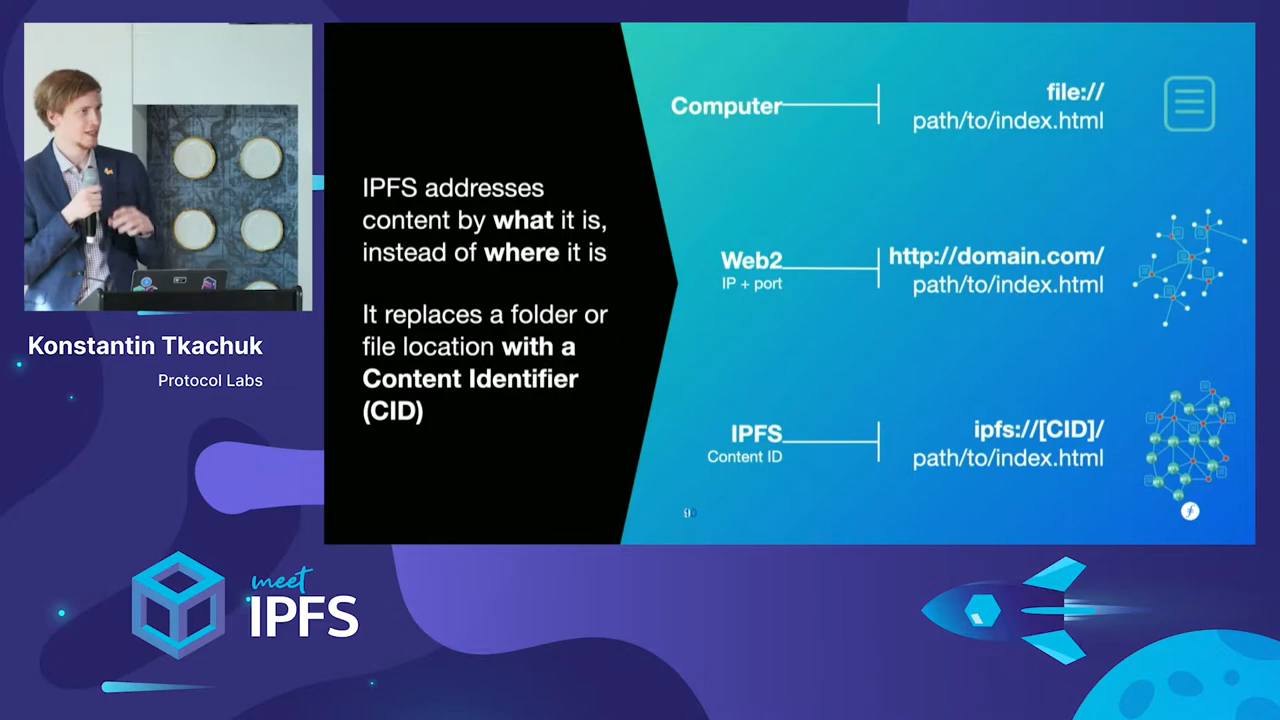 IPFS addresses
content by what it is,
instead of where it is
It replaces a folder or
file location with a
Content Identifier
(CID)
Computer
file://
path/to/index.html
Web2
IP + port
http://domain.com/
path/to/index.html
IPFS
Content ID
ipfs://[CID]/
path/to/index.html
Konstantin Tkachuk
Protocol Labs
meet
IPFS